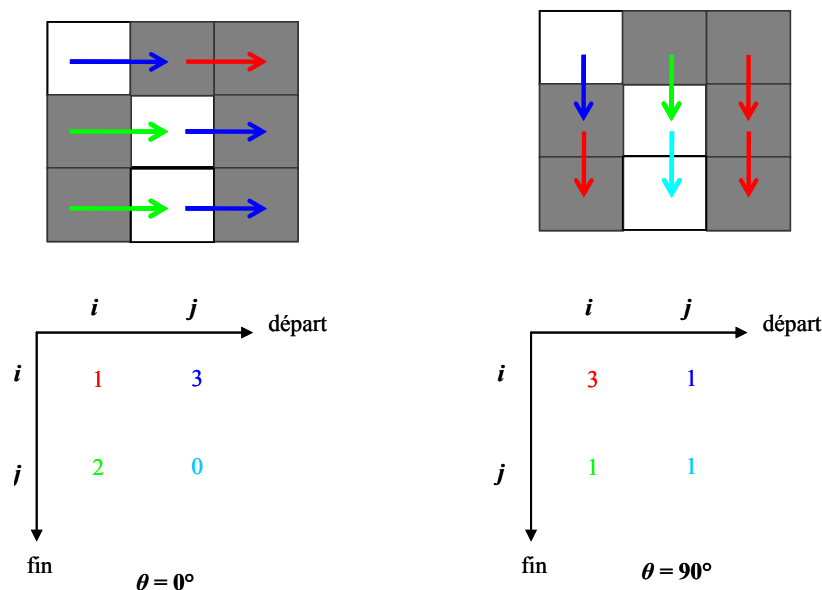 i j
départ
i 1 3
j 2 0
fin
θ = 0°
i j
départ
i 3 1
j 1 1
fin
θ = 90°